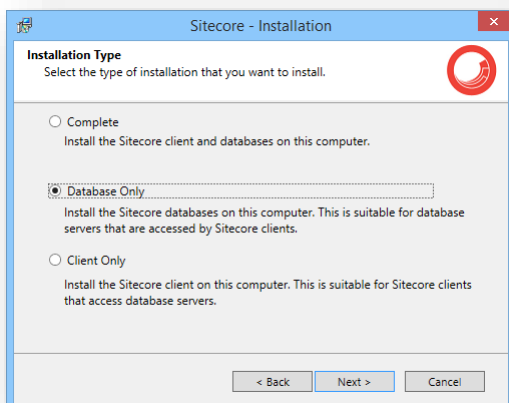 Sitecore - Installation
Installation Type
Select the type of installation that you want to install.
Complete
Install the Sitecore client and databases on this computer.
Database Only
Install the Sitecore databases on this computer. This is suitable for database
servers that are accessed by Sitecore clients.
Client Only
Install the Sitecore client on this computer. This is suitable for Sitecore clients
that access database servers.
< Back Next > Cancel